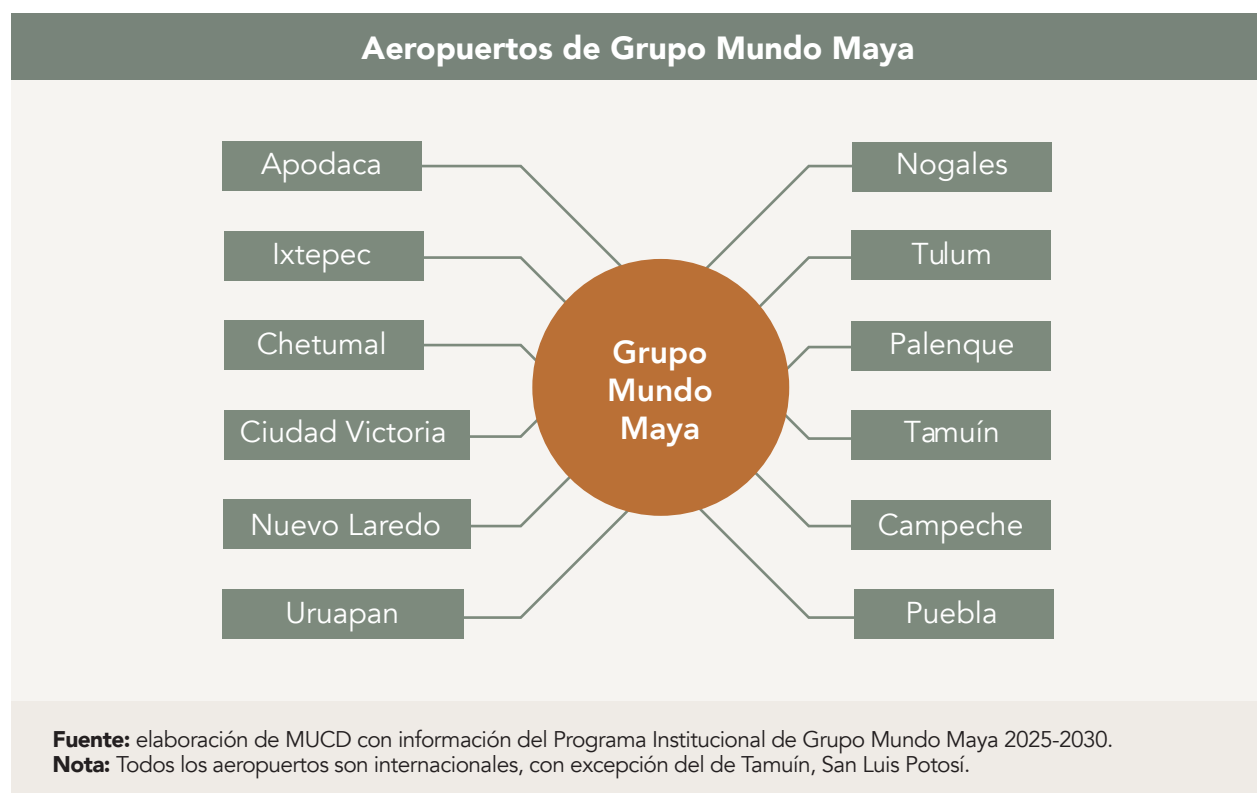 Aeropuertos de Grupo Mundo Maya
Apodaca
Ixtepec
Chetumal
Ciudad Victoria
Nuevo Laredo
Uruapan
Grupo
Mundo
Maya
Nogales
Tulum
Palenque
Tamuín
Campeche
Puebla
Fuente: elaboración de MUCD con información del Programa Institucional de Grupo Mundo Maya 2025-2030.
Nota: Todos los aeropuertos son internacionales, con excepción del de Tamuín, San Luis Potosí.